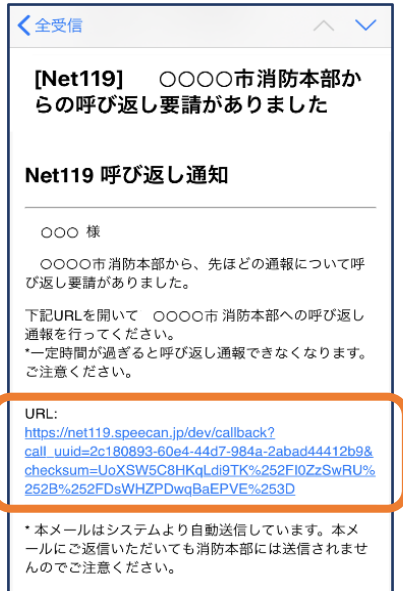 全受信
[Net119]　○○○○市消防本部か
らの呼び返し要請がありました
Net119 呼び返し通知
○○○ 様
○○○○市消防本部から、先ほどの通報について呼
び返し要請がありました。
下記URLを開いて　○○○○市 消防本部への呼び返し
通報を行ってください。
*一定時間が過ぎると呼び返し通報できなくなります。
ご注意ください。
URL:
https://net119.speecan.jp/dev/callback?
call_uuid=2c180893-60e4-44d7-984a-2abad44412b9&
checksum=UoXSW5C8HKqLdi9TK%252FI0ZzSwRU%
252B%252FDsWHZPDwqBaEPVE%253D
* 本メールはシステムより自動送信しています。本メ
ールにご返信いただいても消防本部には送信されませ
んのでご注意ください。